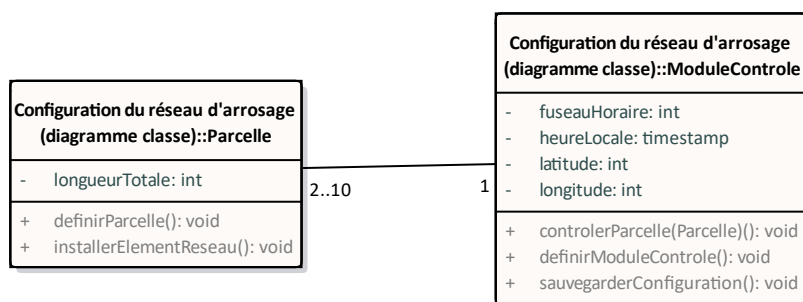 Configuration du réseau d'arrosage
(diagramme classe)::Parcelle
- longueurTotale: int
+ definirParcelle(): void
+ installerElementReseau(): void
2..10
1
Configuration du réseau d'arrosage
(diagramme classe)::ModuleControle
- fuseauHoraire: int
- heureLocale: timestamp
- latitude: int
- longitude: int
+ controlerParcelle(Parcelle)(): void
+ definirModuleControle(): void
+ sauvegarderConfiguration(): void